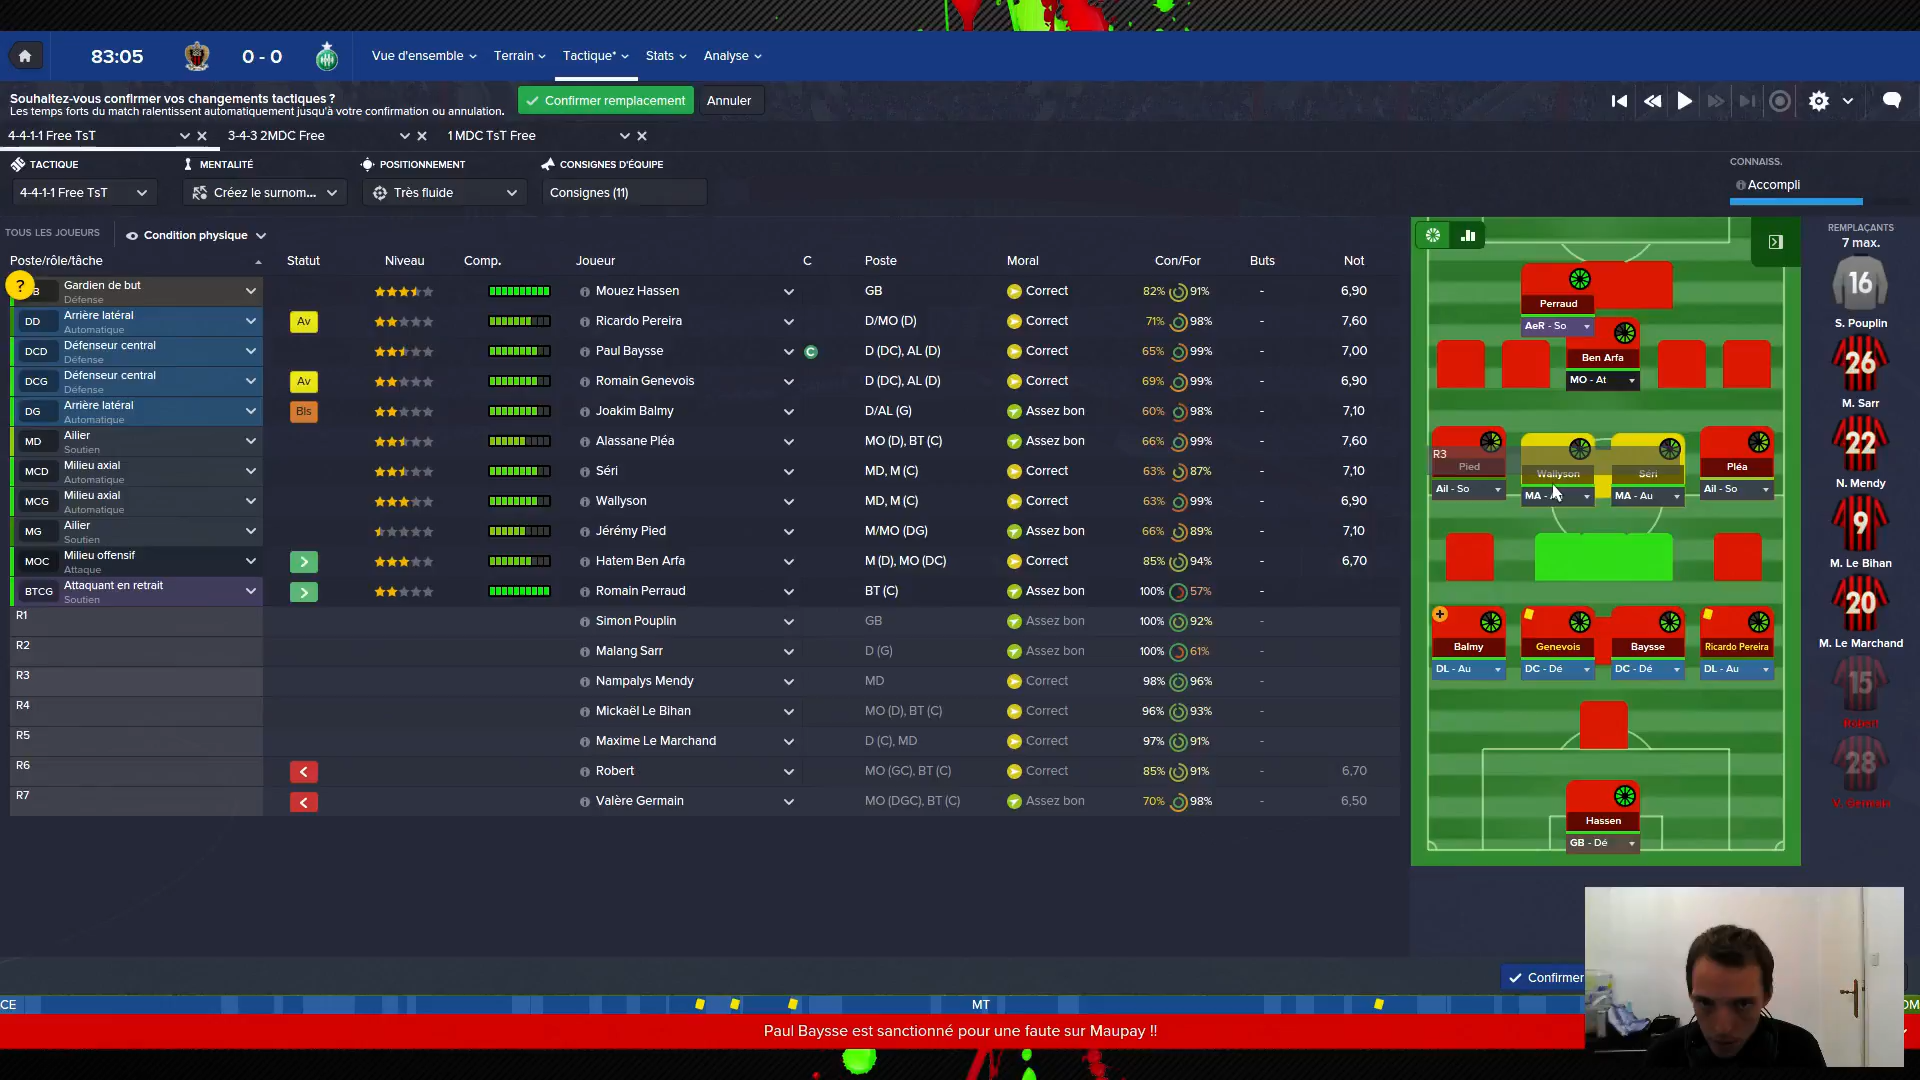 83:05
0 - 0
Vue d'ensemble
Terrain
Tactique*
Stats
Analyse
Souhaitez-vous confirmer vos changements tactiques ?
Les temps forts du match ralentissent automatiquement jusqu'à votre confirmation ou annulation.
Confirmer remplacement
Annuler
4-4-1-1 Free TsT
3-4-3 2MDC Free
1 MDC TsT Free
TACTIQUE
MENTALITÉ
POSITIONNEMENT
CONSIGNES D'ÉQUIPE
CONNAISS.
4-4-1-1 Free TsT
Créez le surnom...
Très fluide
Consignes (11)
Accompli
TOUS LES JOUEURS
Condition physique
Poste/rôle/tâche Statut Niveau Comp. Joueur C Poste Moral Con/For Buts Not
? Gardien de but Défense Mouez Hassen GB Correct 82% 91% - 6,90
DD Arrière latéral Automatique Av Ricardo Pereira D/MO (D) Correct 71% 98% - 7,60
DCD Défenseur central Défense Paul Baysse C D (DC), AL (D) Correct 65% 99% - 7,00
DCG Défenseur central Défense Av Romain Genevois D (DC), AL (D) Correct 69% 99% - 6,90
DG Arrière latéral Automatique Bls Joakim Balmy D/AL (G) Assez bon 60% 98% - 7,10
MD Ailier Soutien Alassane Pléa MO (D), BT (C) Assez bon 66% 99% - 7,60
MCD Milieu axial Automatique Séri MD, M (C) Correct 63% 87% - 7,10
MCG Milieu axial Automatique Wallyson MD, M (C) Correct 63% 99% - 6,90
MG Ailier Soutien Jérémy Pied M/MO (DG) Assez bon 66% 89% - 7,10
MOC Milieu offensif Attaque Hatem Ben Arfa M (D), MO (DC) Correct 85% 94% - 6,70
BTCG Attaquant en retrait Soutien Romain Perraud BT (C) Assez bon 100% 57% -
R1 Simon Pouplin GB Assez bon 100% 92% -
R2 Malang Sarr D (G) Assez bon 100% 61% -
R3 Nampalys Mendy MD Correct 98% 96% -
R4 Mickaël Le Bihan MO (D), BT (C) Correct 96% 93% -
R5 Maxime Le Marchand D (C), MD Correct 97% 91% -
R6 Robert MO (GC), BT (C) Correct 85% 91% - 6,70
R7 Valère Germain MO (DGC), BT (C) Assez bon 70% 98% - 6,50
Perraud
AeR - So
Ben Arfa
MO - At
R3
Pied Wallyson Séri Pléa
Ail - So MA - MA - Au Ail - So
Balmy Genevois Baysse Ricardo Pereira
DL - Au DC - Dé DC - Dé DL - Au
Hassen
GB - Dé
REMPLAÇANTS
7 max.
16
S. Pouplin
26
M. Sarr
22
N. Mendy
9
M. Le Bihan
20
M. Le Marchand
15
Robert
28
V. Germain
Confirmer
CE
MT
Paul Baysse est sanctionné pour une faute sur Maupay !!